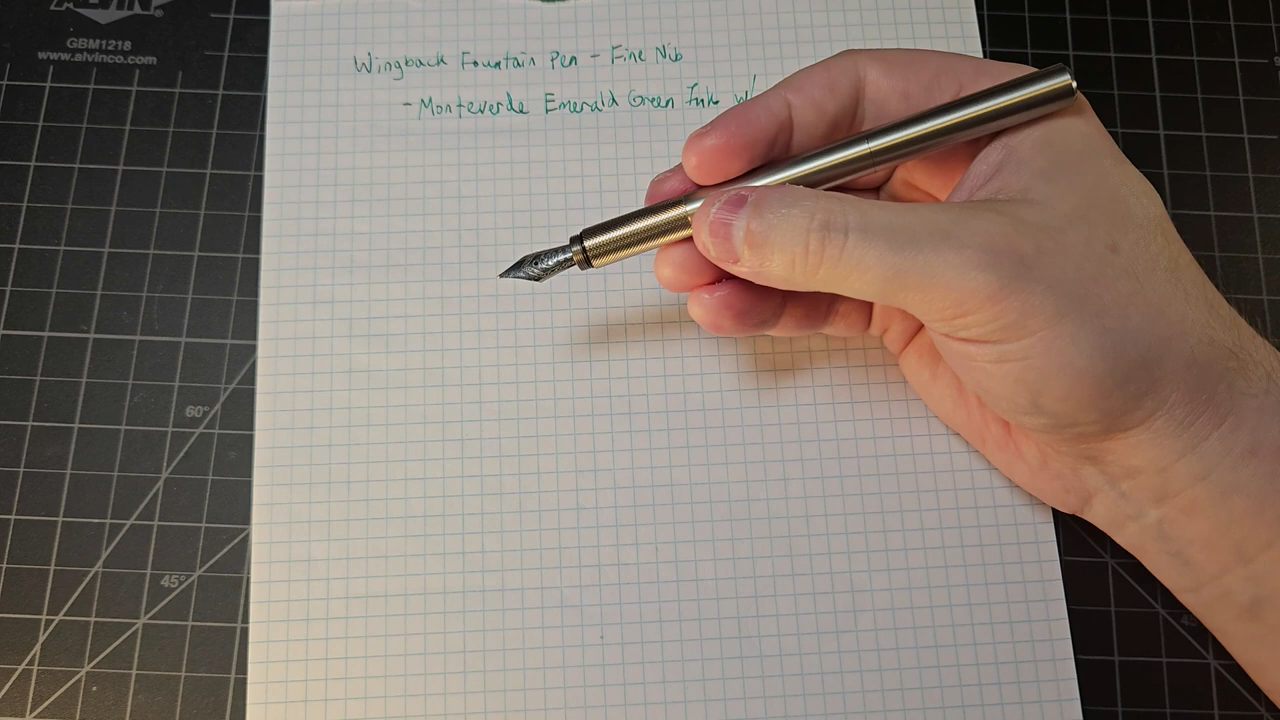 ALVIN®
GBM1218
www.alvinco.com
Wingback Fountain Pen - Fine Nib
- Monteverde Emerald Green Ink w/
60°
45°